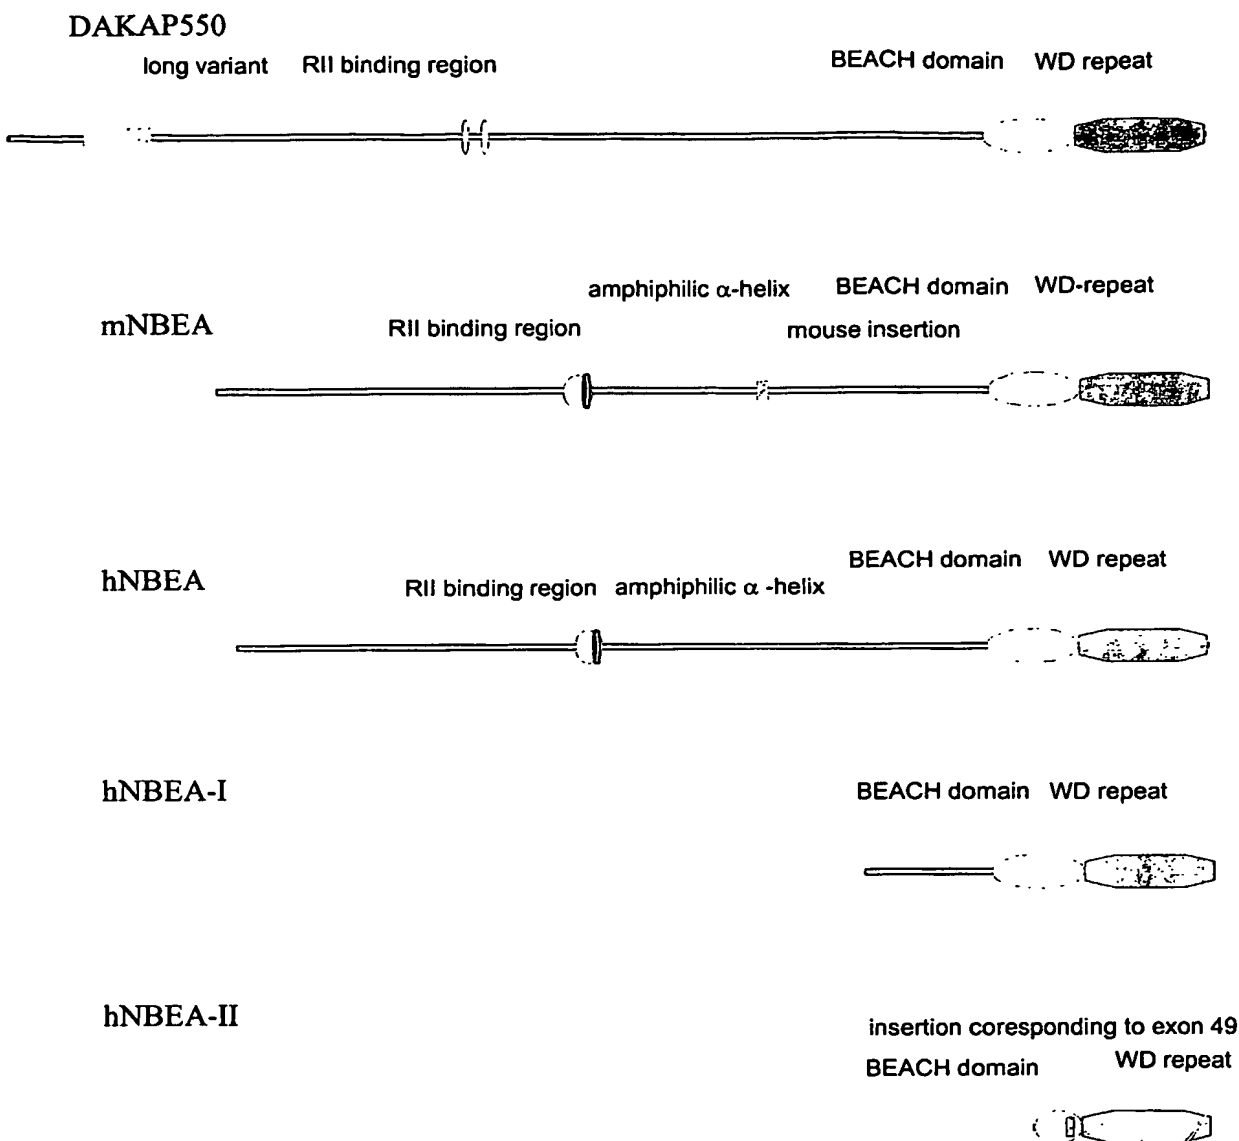 DAKAP550
long variant RII binding region BEACH domain WD repeat
amphiphilic α-helix BEACH domain WD-repeat
mNBEA
RII binding region mouse insertion
BEACH domain WD repeat
hNBEA
RII binding region amphiphilic α -helix
hNBEA-I
BEACH domain WD repeat
hNBEA-II
insertion coresponding to exon 49
BEACH domain WD repeat